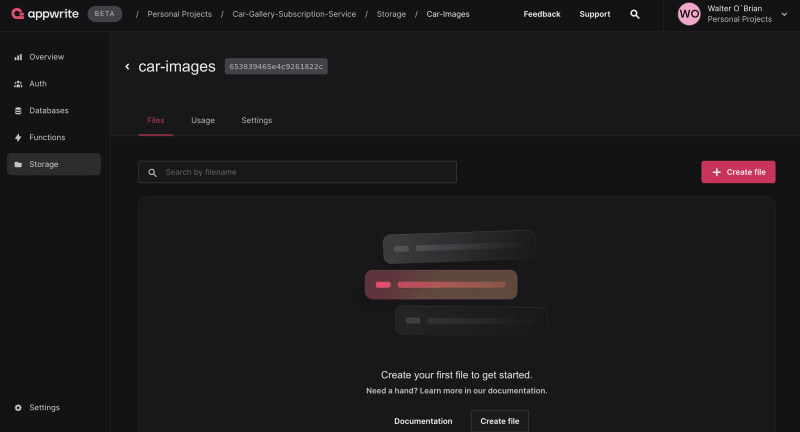 appwrite BETA / Personal Projects / Car-Gallery-Subscription-Service / Storage / Car-Images Feedback Support WO Walter O`Brian
Personal Projects
Overview
Auth
Databases
Functions
Storage
Settings
car-images 653839465e4c9261822c
Files Usage Settings
Search by filename
Create file
Create your first file to get started.
Need a hand? Learn more in our documentation.
Documentation Create file